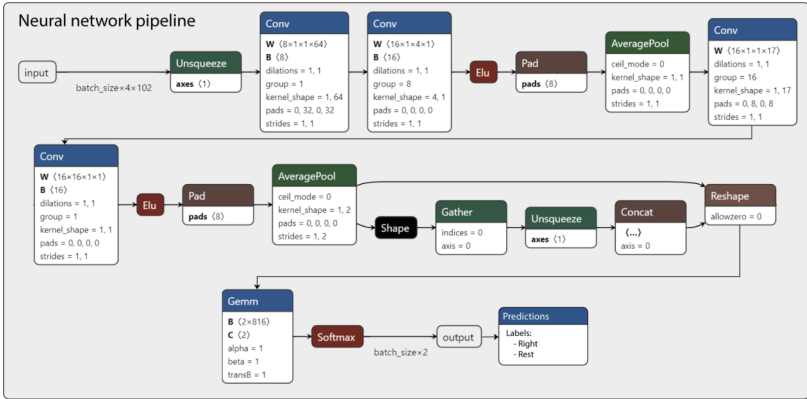 Neural network pipeline
input
batch_size×4×102
Unsqueeze
axes ⟨1⟩
Conv
W ⟨8×1×1×64⟩
B ⟨8⟩
dilations = 1, 1
group = 1
kernel_shape = 1, 64
pads = 0, 32, 0, 32
strides = 1, 1
Conv
W ⟨16×1×4×1⟩
B ⟨16⟩
dilations = 1, 1
group = 8
kernel_shape = 4, 1
pads = 0, 0, 0, 0
strides = 1, 1
Elu
Pad
pads ⟨8⟩
AveragePool
ceil_mode = 0
kernel_shape = 1, 1
pads = 0, 0, 0, 0
strides = 1, 1
Conv
W ⟨16×1×1×17⟩
B ⟨16⟩
dilations = 1, 1
group = 16
kernel_shape = 1, 17
pads = 0, 8, 0, 8
strides = 1, 1
Conv
W ⟨16×16×1×1⟩
B ⟨16⟩
dilations = 1, 1
group = 1
kernel_shape = 1, 1
pads = 0, 0, 0, 0
strides = 1, 1
Elu
Pad
pads ⟨8⟩
AveragePool
ceil_mode = 0
kernel_shape = 1, 2
pads = 0, 0, 0, 0
strides = 1, 2
Shape
Gather
indices = 0
axis = 0
Unsqueeze
axes ⟨1⟩
Concat
⟨...⟩
axis = 0
Reshape
allowzero = 0
Gemm
B ⟨2×816⟩
C ⟨2⟩
alpha = 1
beta = 1
transB = 1
Softmax
batch_size×2
output
Predictions
Labels:
- Right
- Rest